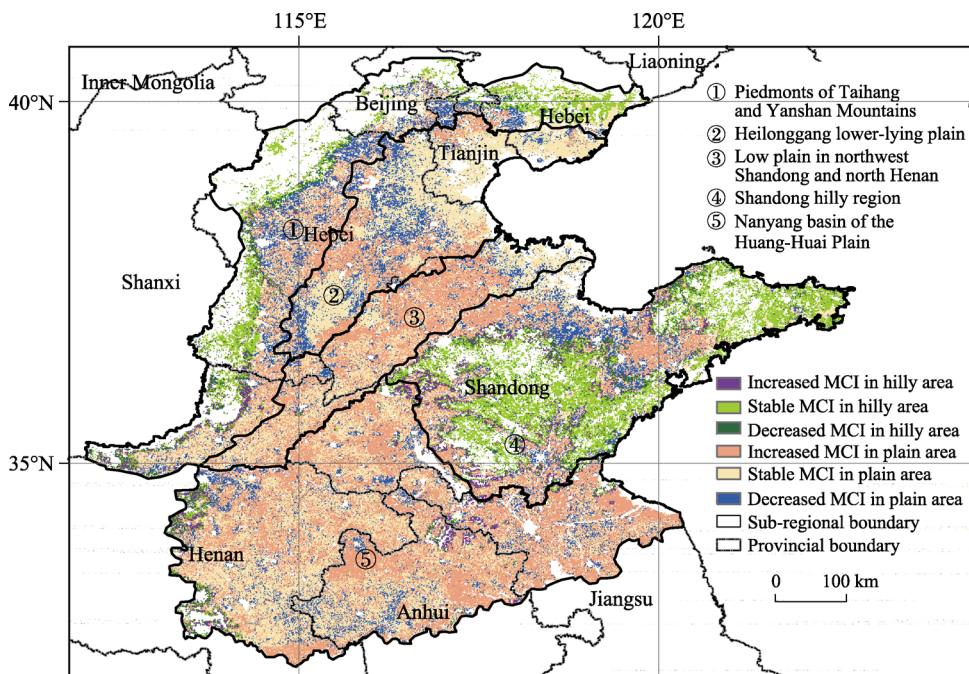 115°E
120°E
Liaoning
Inner Mongolia
40°N
Beijing
Hebei
① Piedmonts of Taihang
and Yanshan Mountains
② Heilonggang lower-lying plain
③ Low plain in northwest
Shandong and north Henan
④ Shandong hilly region
⑤ Nanyang basin of the
Huang-Huai Plain
Tianjin
① Hepei
Shanxi
②
③
Shandong
④
Increased MCI in hilly area
Stable MCI in hilly area
Decreased MCI in hilly area
Increased MCI in plain area
Stable MCI in plain area
Decreased MCI in plain area
Sub-regional boundary
Provincial boundary
35°N
Henan
⑤
0 100 km
Anhui
Jiangsu